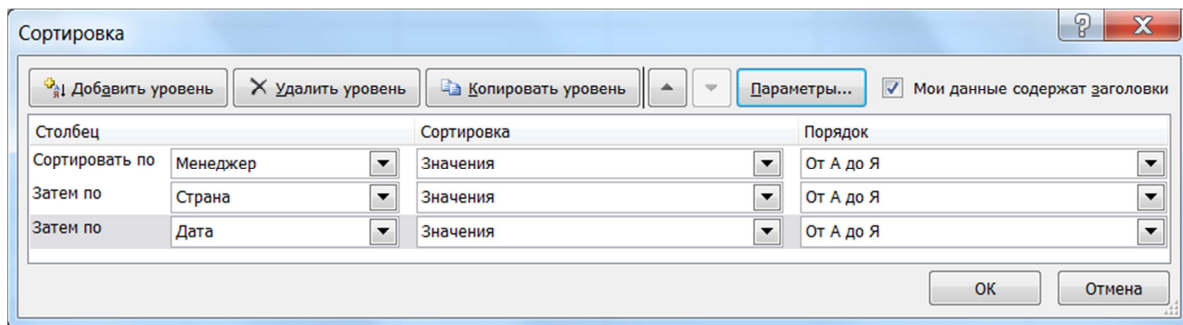 Сортировка
Добавить уровень Удалить уровень Копировать уровень Параметры... Мои данные содержат заголовки
Столбец Сортировка Порядок
Сортировать по Менеджер Значения От А до Я
Затем по Страна Значения От А до Я
Затем по Дата Значения От А до Я
ОК Отмена